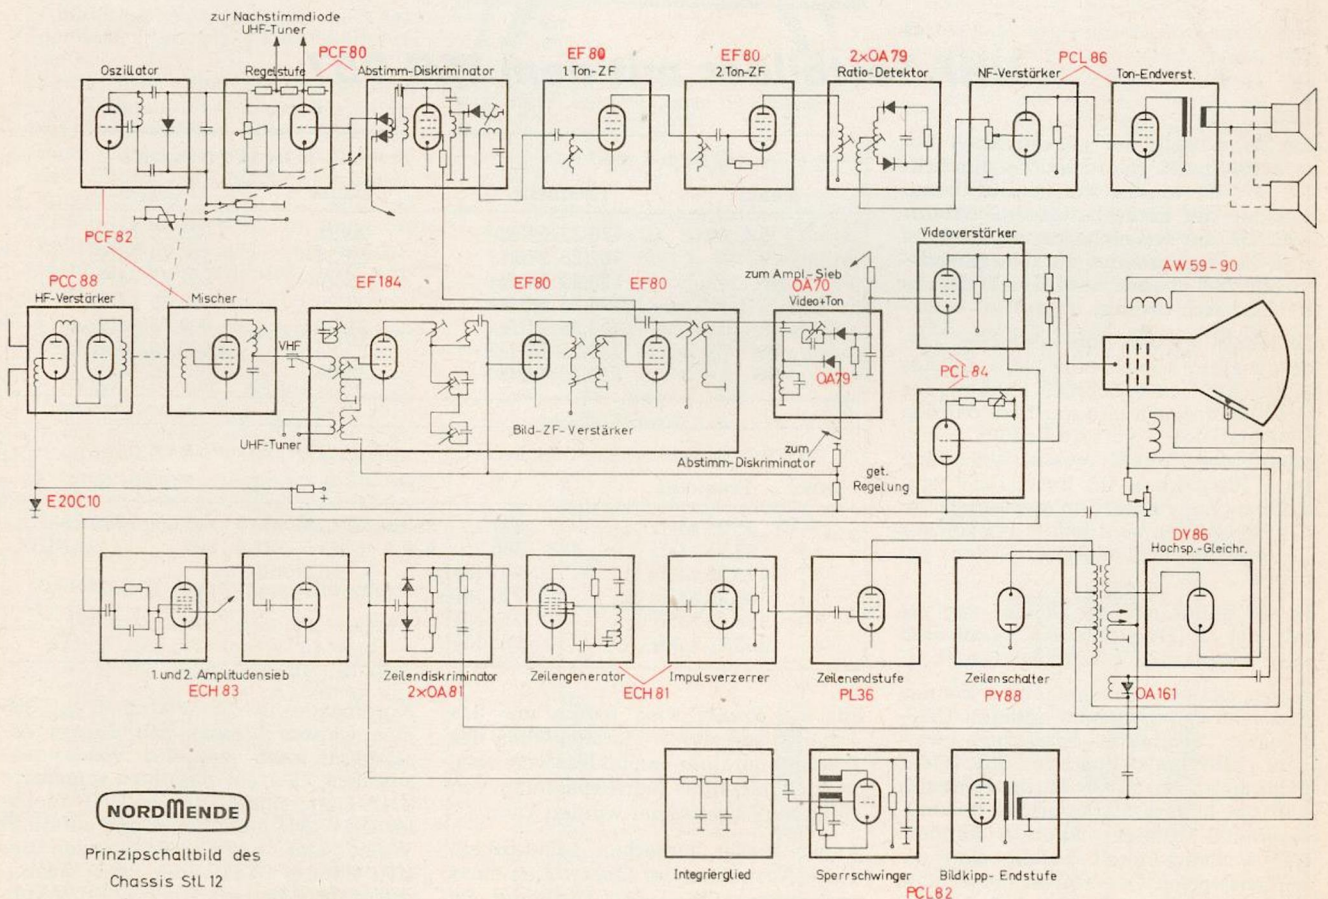 zur Nachstimmdiode
UHF-Tuner
PCF80
EF80
EF80
2×OA79
PCL86
Oszillator
Regelstufe
Abstimm-Diskriminator
1.Ton-ZF
2.Ton-ZF
Ratio-Detektor
NF-Verstärker
Ton-Endverst.
PCF82
Videoverstärker
zum Ampl-Sieb
AW59-90
PCC88
HF-Verstärker
Mischer
EF184
EF80
EF80
OA70
Video+Ton
VHF
OA79
PCL84
UHF-Tuner
Bild-ZF-Verstärker
zum
Abstimm-Diskriminator
get.
Regelung
E20C10
+
DY86
Hochsp.-Gleichr.
1. und 2. Amplitudensieb
ECH83
Zeilendiskriminator
2×OA81
Zeilengenerator
ECH81
Impulsverzerrer
Zeilenendstufe
PL36
Zeilenschalter
PY88
OA161
NORDMENDE
Prinzipschaltbild des
Chassis StL12
Integrierglied
Sperrschwinger
Bildkipp-Endstufe
PCL82